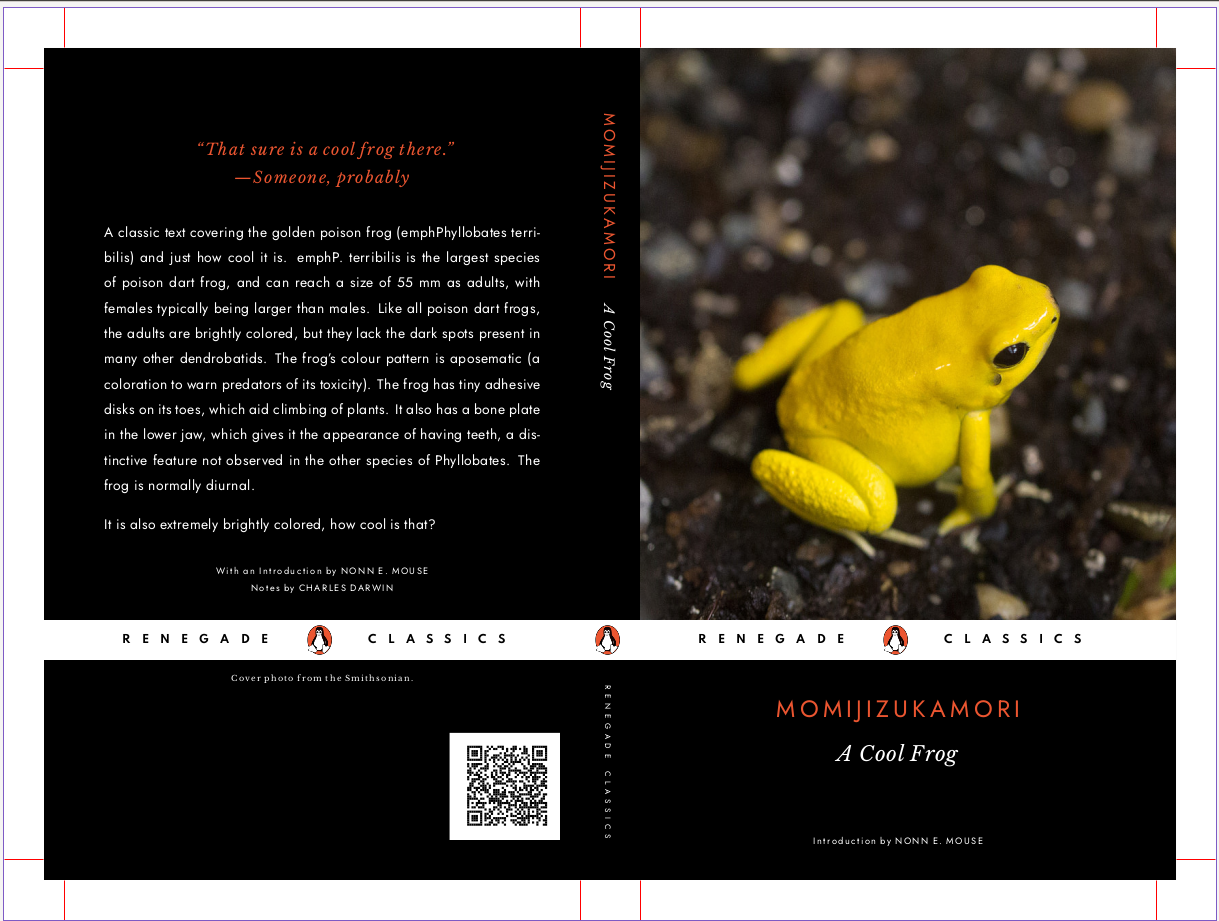 “That sure is a cool frog there.”
—Someone, probably
A classic text covering the golden poison frog (emphPhyllobates terri-
bilis) and just how cool it is. emphP. terribilis is the largest species
of poison dart frog, and can reach a size of 55 mm as adults, with
females typically being larger than males. Like all poison dart frogs,
the adults are brightly colored, but they lack the dark spots present in
many other dendrobatids. The frog’s colour pattern is aposematic (a
coloration to warn predators of its toxicity). The frog has tiny adhesive
disks on its toes, which aid climbing of plants. It also has a bone plate
in the lower jaw, which gives it the appearance of having teeth, a dis-
tinctive feature not observed in the other species of Phyllobates. The
frog is normally diurnal.
It is also extremely brightly colored, how cool is that?
With an Introduction by NONN E. MOUSE
Notes by CHARLES DARWIN
RENEGADE CLASSICS
Cover photo from the Smithsonian.
MOMIJIZUKAMORI A Cool Frog
RENEGADE CLASSICS
RENEGADE CLASSICS
MOMIJIZUKAMORI
A Cool Frog
Introduction by NONN E. MOUSE